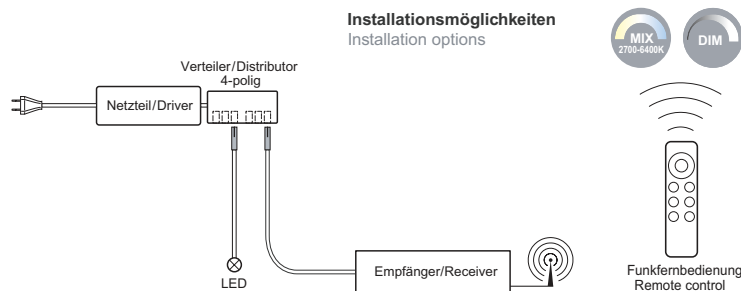 Installationsmöglichkeiten
Installation options
MIX
2700-6400K
DIM
Verteiler/Distributor
4-polig
Netzteil/Driver
LED
Empfänger/Receiver
Funkfernbedienung
Remote control